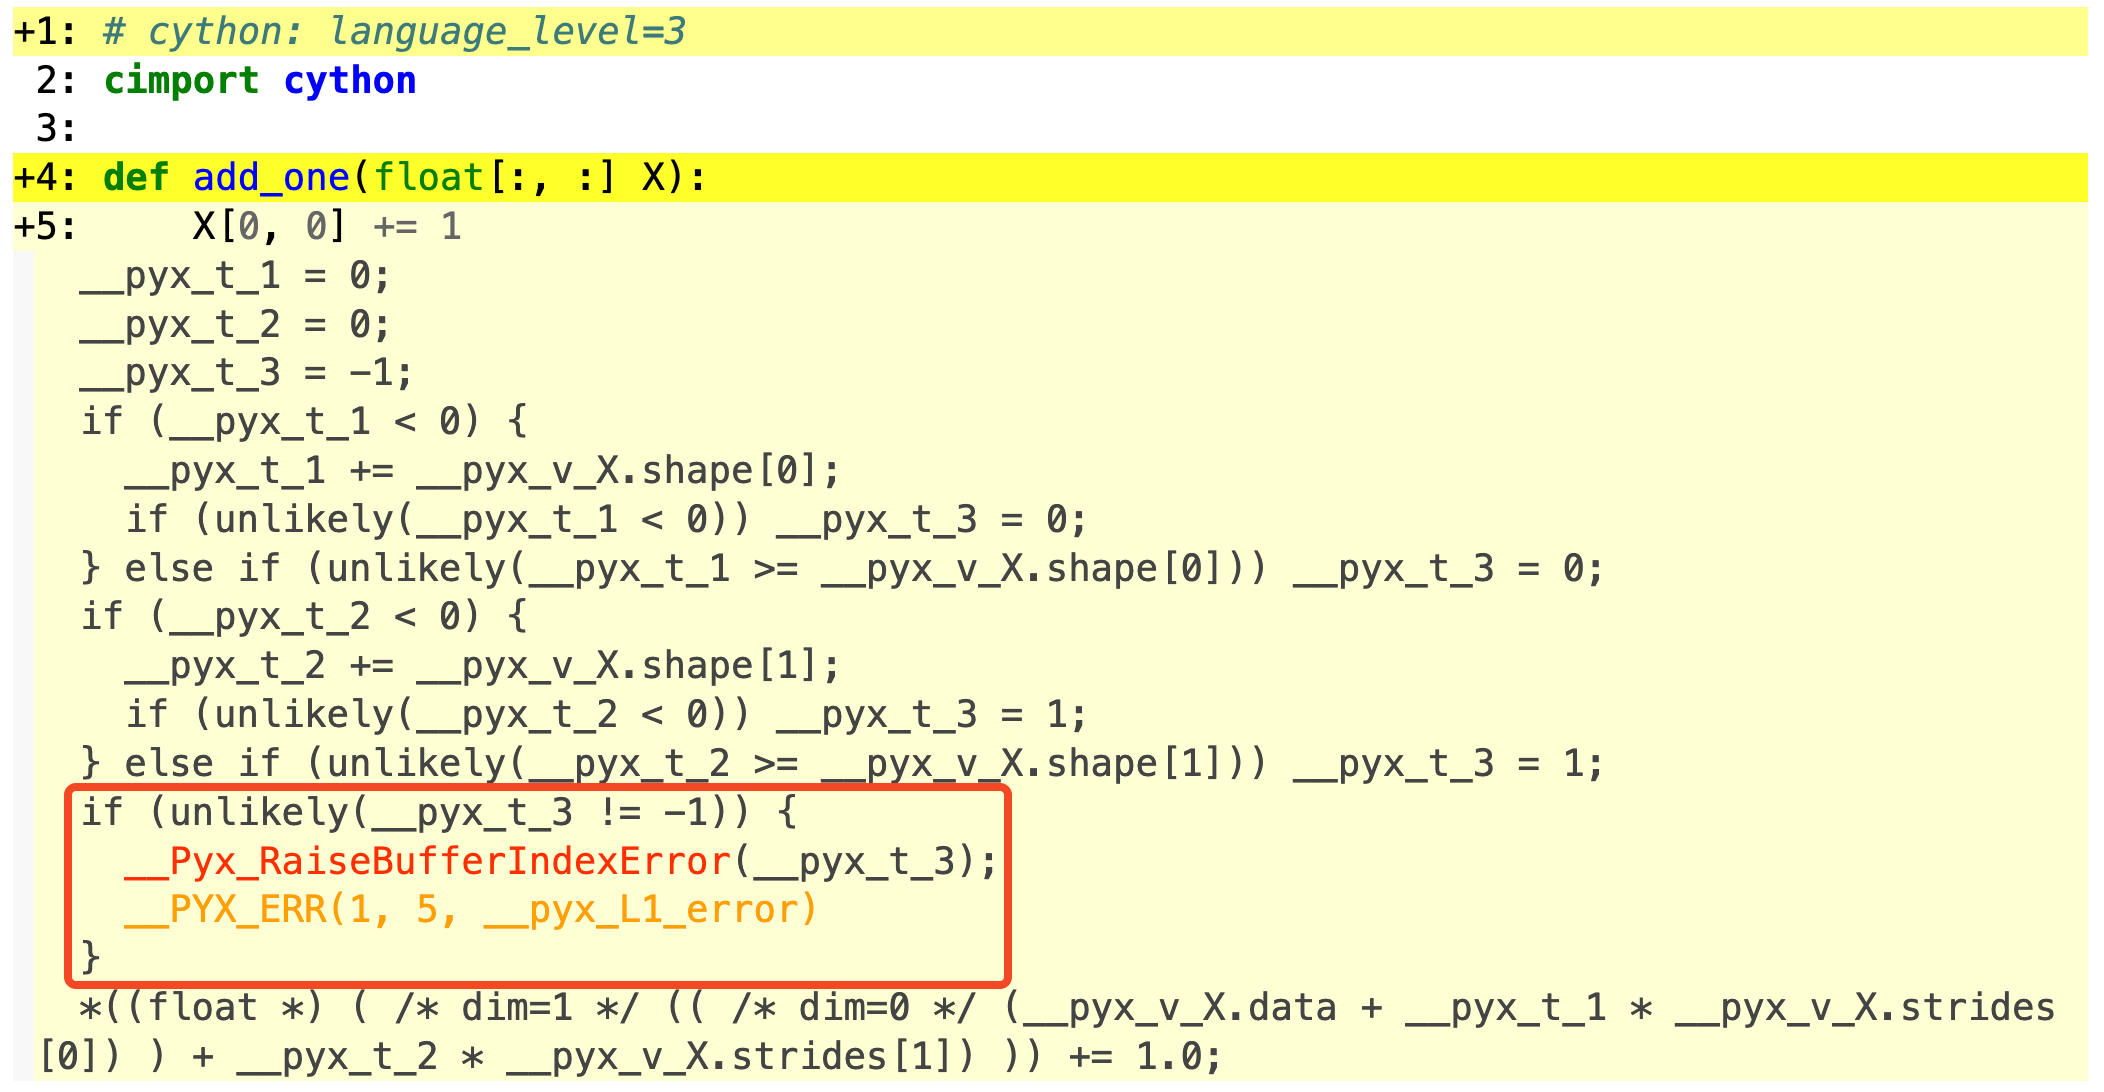 +1: # cython: language_level=3
 2: cimport cython
 3:
+4: def add_one(float[:, :] X):
+5:     X[0, 0] += 1
  __pyx_t_1 = 0;
  __pyx_t_2 = 0;
  __pyx_t_3 = -1;
  if (__pyx_t_1 < 0) {
    __pyx_t_1 += __pyx_v_X.shape[0];
    if (unlikely(__pyx_t_1 < 0)) __pyx_t_3 = 0;
  } else if (unlikely(__pyx_t_1 >= __pyx_v_X.shape[0])) __pyx_t_3 = 0;
  if (__pyx_t_2 < 0) {
    __pyx_t_2 += __pyx_v_X.shape[1];
    if (unlikely(__pyx_t_2 < 0)) __pyx_t_3 = 1;
  } else if (unlikely(__pyx_t_2 >= __pyx_v_X.shape[1])) __pyx_t_3 = 1;
  if (unlikely(__pyx_t_3 != -1)) {
    __Pyx_RaiseBufferIndexError(__pyx_t_3);
    __PYX_ERR(1, 5, __pyx_L1_error)
  }
  *((float *) ( /* dim=1 */ (( /* dim=0 */ (__pyx_v_X.data + __pyx_t_1 * __pyx_v_X.strides
[0]) ) + __pyx_t_2 * __pyx_v_X.strides[1]) )) += 1.0;